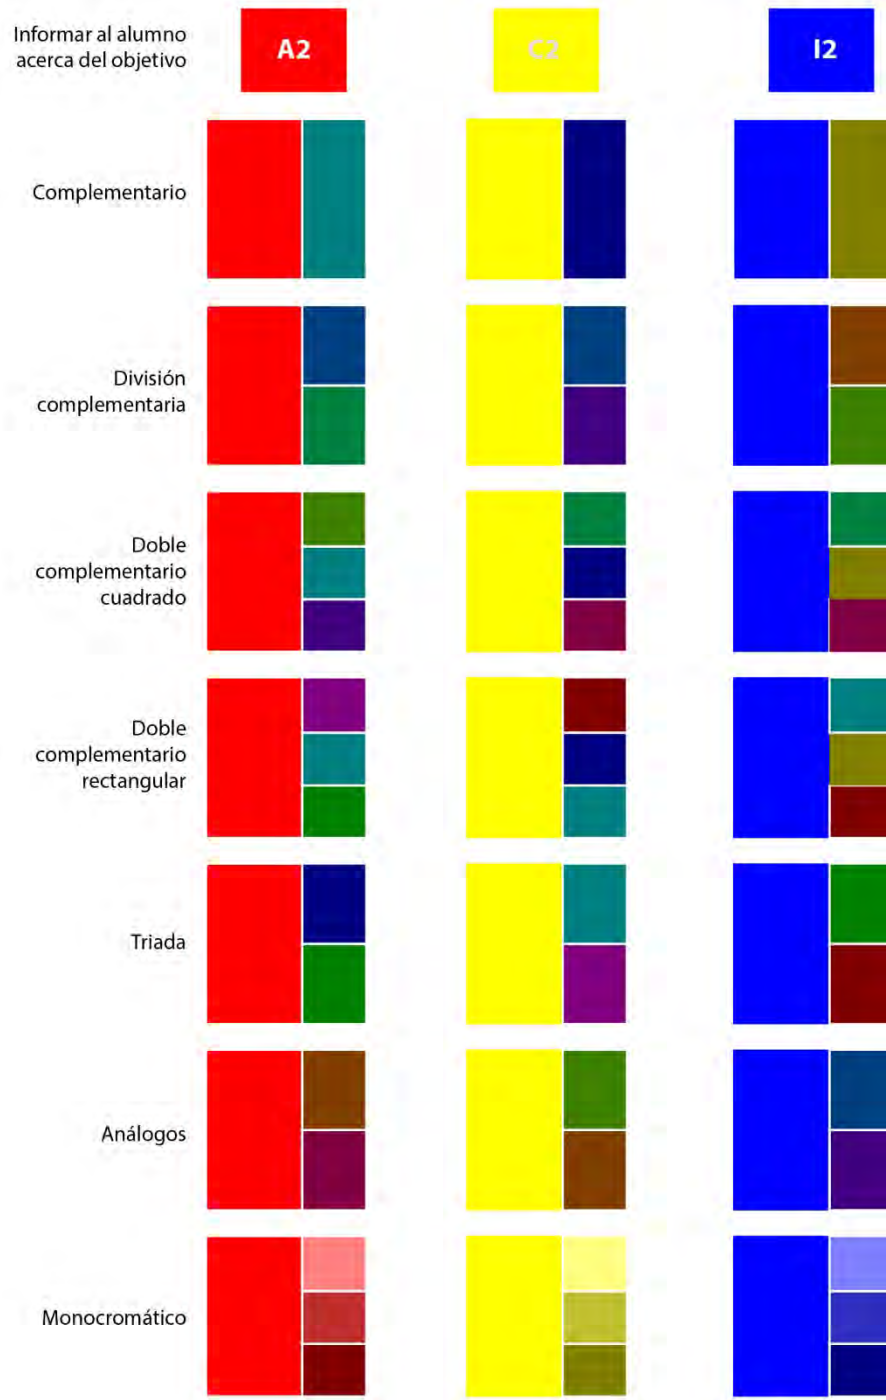 Informar al alumno
acerca del objetivo
A2
C2
I2
Complementario
División
complementaria
Doble
complementario
cuadrado
Doble
complementario
rectangular
Triada
Análogos
Monocromático